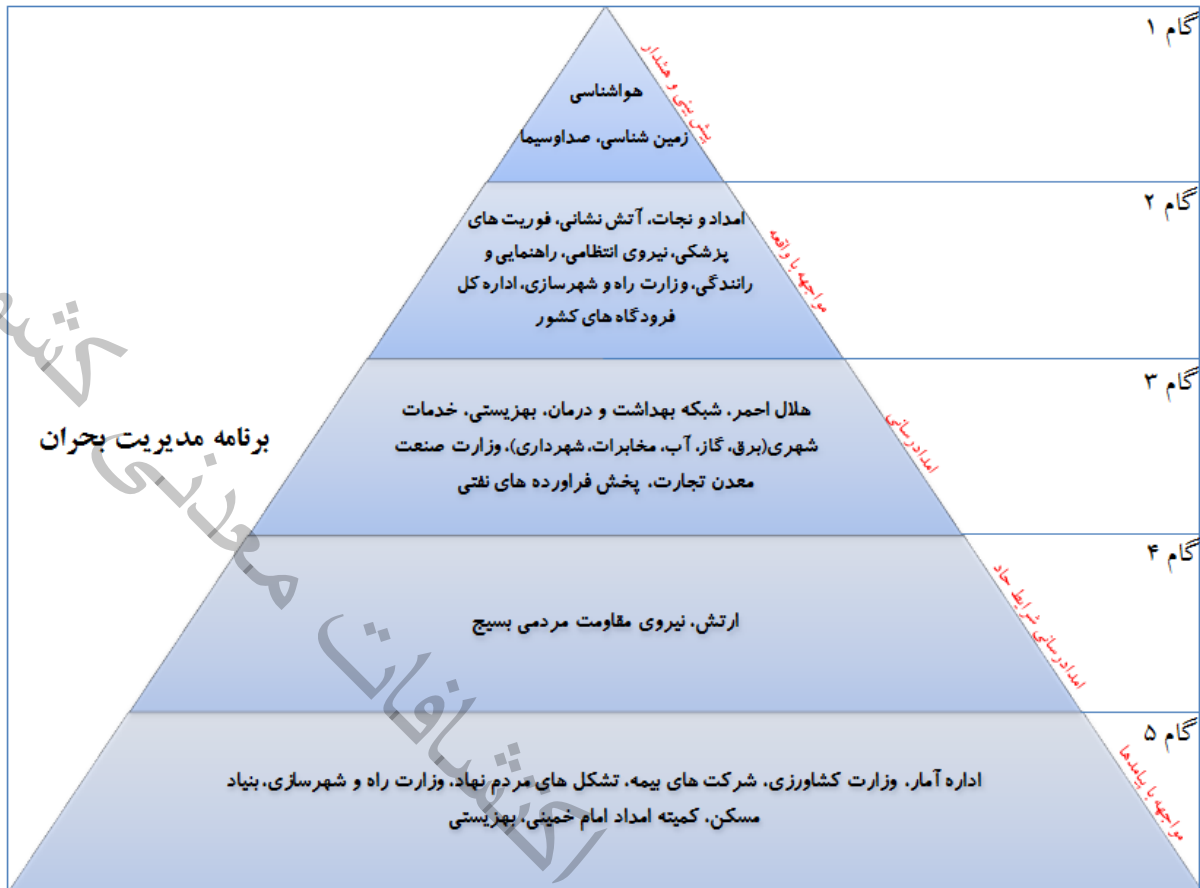 گام ۱
پیش بینی و هشدار
هواشناسی
زمین شناسی، صداوسیما
گام ۲
مواجهه با واقعه
امداد و نجات، آتش نشانی، فوریت های
پزشکی، نیروی انتظامی، راهنمایی و
رانندگی، وزارت راه و شهرسازی، اداره کل
فرودگاه های کشور
گام ۳
امدادرسانی
هلال احمر، شبکه بهداشت و درمان، بهزیستی، خدمات
شهری(برق، گاز، آب، مخابرات، شهرداری)، وزارت صنعت
معدن تجارت، پخش فراورده های نفتی
برنامه مدیریت بحران
گام ۴
امدادرسانی شرایط حاد
ارتش، نیروی مقاومت مردمی بسیج
گام ۵
مواجهه با پیامدها
اداره آمار، وزارت کشاورزی، شرکت های بیمه، تشکل های مردم نهاد، وزارت راه و شهرسازی، بنیاد
مسکن، کمیته امداد امام خمینی، بهزیستی
اکتشافات معدنی